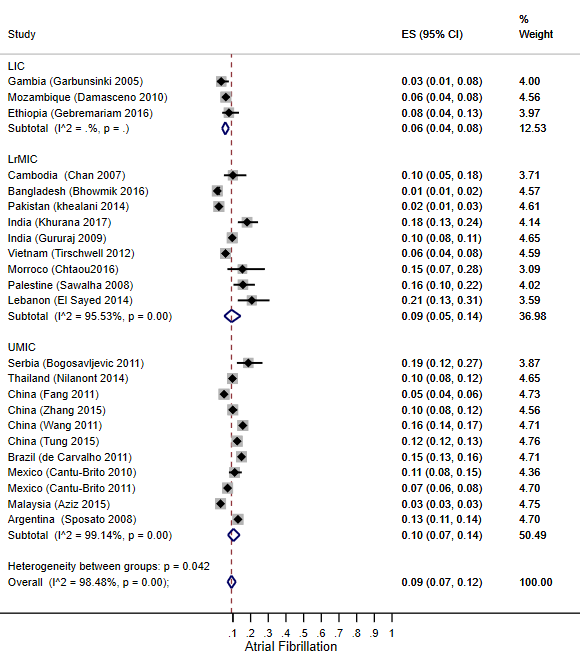 %
Study ES (95% CI) Weight
LIC
Gambia (Garbunsinki 2005) 0.03 (0.01, 0.08) 4.00
Mozambique (Damasceno 2010) 0.06 (0.04, 0.08) 4.56
Ethiopia (Gebremariam 2016) 0.08 (0.04, 0.13) 3.97
Subtotal (I^2 = .%, p = .) 0.06 (0.04, 0.08) 12.53
LrMIC
Cambodia (Chan 2007) 0.10 (0.05, 0.18) 3.71
Bangladesh (Bhowmik 2016) 0.01 (0.01, 0.02) 4.57
Pakistan (khealani 2014) 0.02 (0.01, 0.03) 4.61
India (Khurana 2017) 0.18 (0.13, 0.24) 4.14
India (Gururaj 2009) 0.10 (0.08, 0.11) 4.65
Vietnam (Tirschwell 2012) 0.06 (0.04, 0.08) 4.59
Morroco (Chtaou2016) 0.15 (0.07, 0.28) 3.09
Palestine (Sawalha 2008) 0.16 (0.10, 0.22) 4.02
Lebanon (El Sayed 2014) 0.21 (0.13, 0.31) 3.59
Subtotal (I^2 = 95.53%, p = 0.00) 0.09 (0.05, 0.14) 36.98
UMIC
Serbia (Bogosavljevic 2011) 0.19 (0.12, 0.27) 3.87
Thailand (Nilanont 2014) 0.10 (0.08, 0.12) 4.65
China (Fang 2011) 0.05 (0.04, 0.06) 4.73
China (Zhang 2015) 0.10 (0.08, 0.12) 4.56
China (Wang 2011) 0.16 (0.14, 0.17) 4.71
China (Tung 2015) 0.12 (0.12, 0.13) 4.76
Brazil (de Carvalho 2011) 0.15 (0.13, 0.16) 4.71
Mexico (Cantu-Brito 2010) 0.11 (0.08, 0.15) 4.36
Mexico (Cantu-Brito 2011) 0.07 (0.06, 0.08) 4.70
Malaysia (Aziz 2015) 0.03 (0.03, 0.03) 4.75
Argentina (Sposato 2008) 0.13 (0.11, 0.14) 4.70
Subtotal (I^2 = 99.14%, p = 0.00) 0.10 (0.07, 0.14) 50.49
Heterogeneity between groups: p = 0.042
Overall (I^2 = 98.48%, p = 0.00); 0.09 (0.07, 0.12) 100.00
.1 .2 .3 .4 .5 .6 .7 .8 .9 1
Atrial Fibrillation